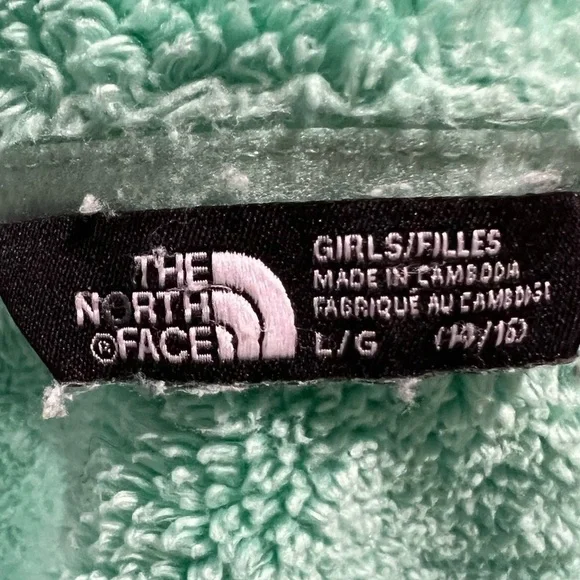 THE
NORTH
® FACE
GIRLS/FILLES
MADE IN CAMBODIA
FABRIQUÉ AU CAMBODGE
L/G (14/16)